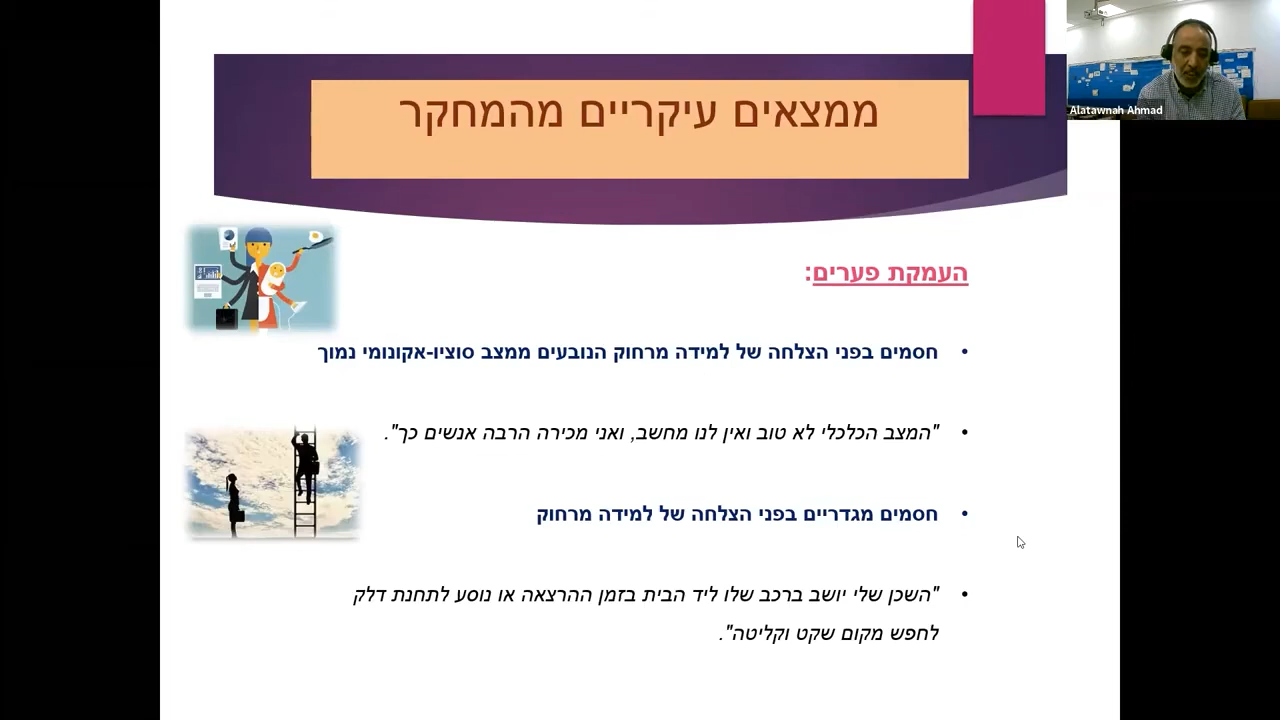 ממצאים עיקריים מהמחקר
Alatawnah Ahmad
העמקת פערים:
• חסמים בפני הצלחה של למידה מרחוק הנובעים ממצב סוציו-אקונומי נמוך
• "המצב הכלכלי לא טוב ואין לנו מחשב, ואני מכירה הרבה אנשים כך".
• חסמים מגדריים בפני הצלחה של למידה מרחוק
• "השכן שלי יושב ברכב שלו ליד הבית בזמן ההרצאה או נוסע לתחנת דלק
לחפש מקום שקט וקליטה".